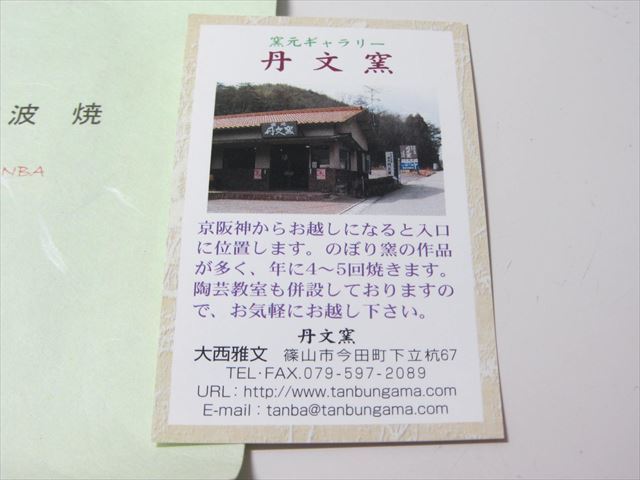 波焼
NBA
窯元ギャラリー
丹文窯
丹文窯
京阪神からお越しになると入口
に位置します。のぼり窯の作品
が多く、年に4～5回焼きます。
陶芸教室も併設しておりますの
で、お気軽にお越し下さい。
丹文窯
大西雅文 篠山市今田町下立杭67
TEL・FAX.079-597-2089
URL：http://www.tanbungama.com
E-mail：tanba@tanbungama.com